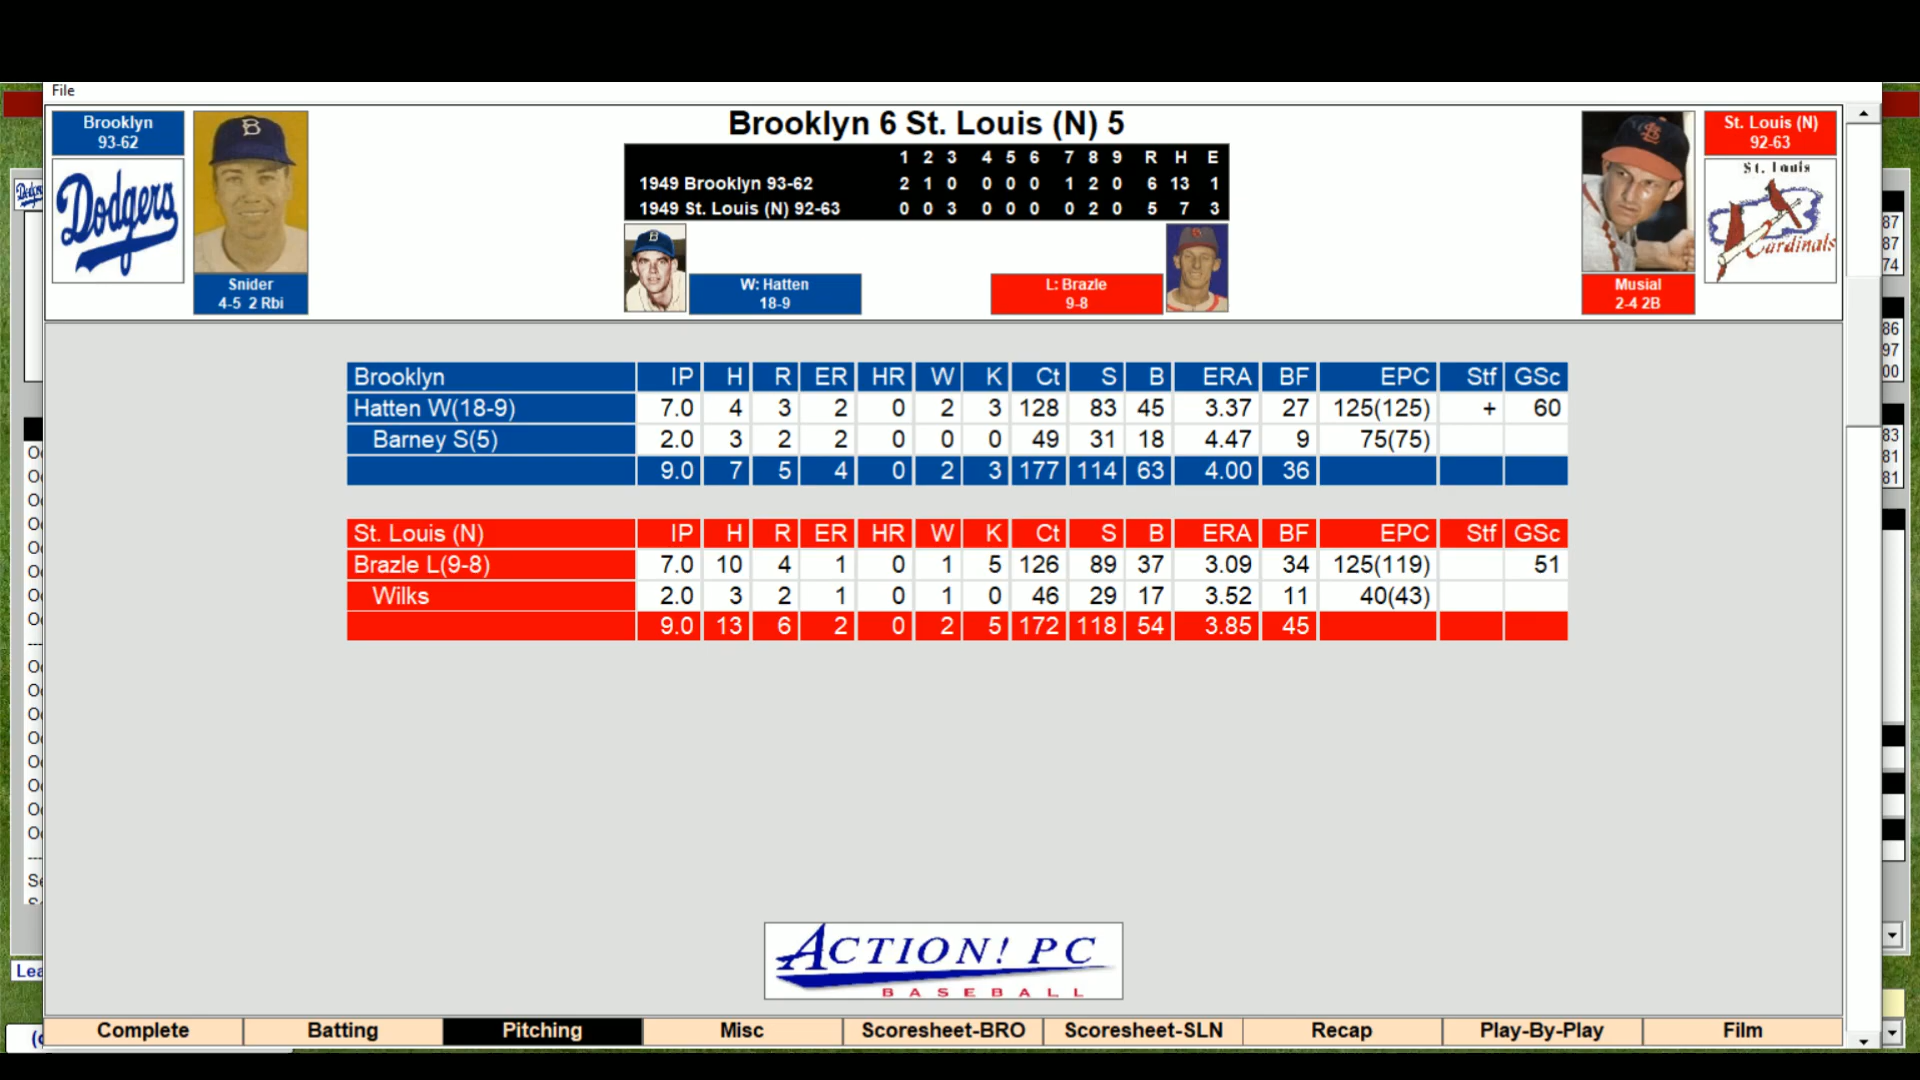 File
Brooklyn
93-62
Dodgers
Snider
4-5 2 Rbi
Brooklyn 6 St. Louis (N) 5
1 2 3 4 5 6 7 8 9 R H E
1949 Brooklyn 93-62 2 1 0 0 0 0 1 2 0 6 13 1
1949 St. Louis (N) 92-63 0 0 3 0 0 0 0 2 0 5 7 3
W: Hatten
18-9
L: Brazle
9-8
Musial
2-4 2B
St. Louis (N)
92-63
St. Louis
Cardinals
Brooklyn IP H R ER HR W K Ct S B ERA BF EPC Stf GSc
Hatten W(18-9) 7.0 4 3 2 0 2 3 128 83 45 3.37 27 125(125) + 60
Barney S(5) 2.0 3 2 2 0 0 0 49 31 18 4.47 9 75(75)
9.0 7 5 4 0 2 3 177 114 63 4.00 36
St. Louis (N) IP H R ER HR W K Ct S B ERA BF EPC Stf GSc
Brazle L(9-8) 7.0 10 4 1 0 1 5 126 89 37 3.09 34 125(119) 51
Wilks 2.0 3 2 1 0 1 0 46 29 17 3.52 11 40(43)
9.0 13 6 2 0 2 5 172 118 54 3.85 45
ACTION! PC
BASEBALL
Complete Batting Pitching Misc Scoresheet-BRO Scoresheet-SLN Recap Play-By-Play Film